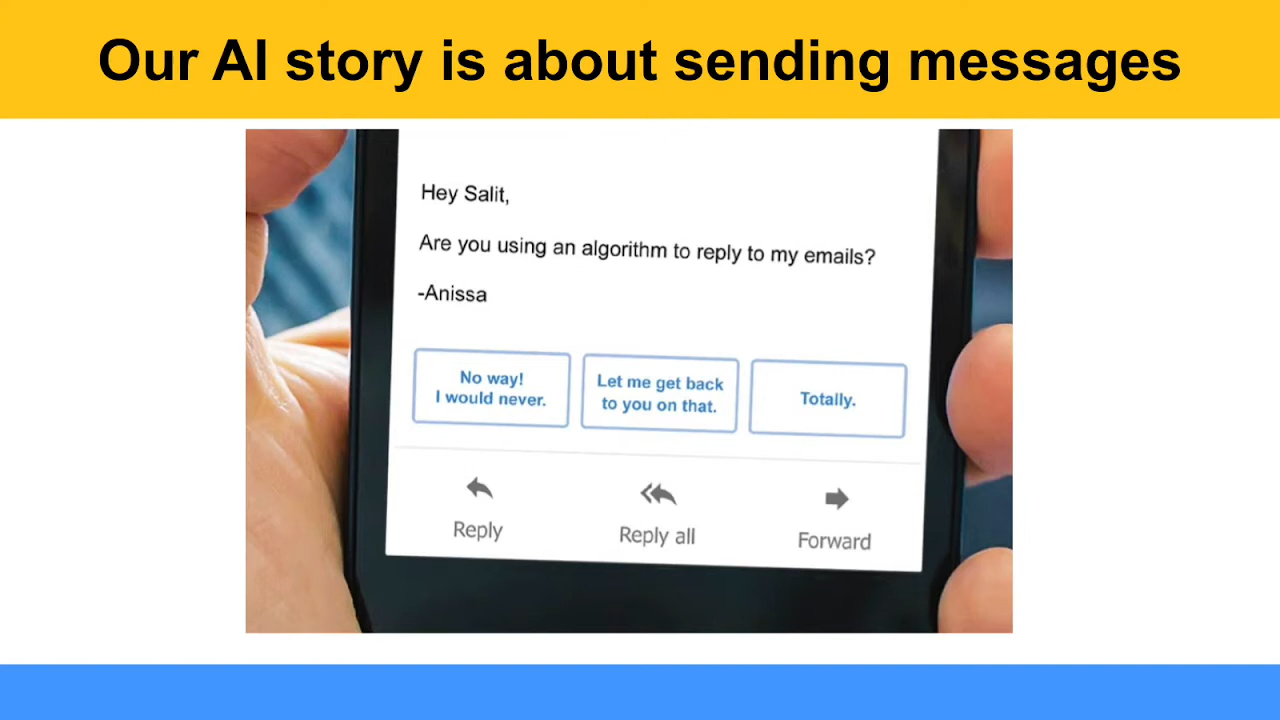 Our AI story is about sending messages
Hey Salit,
Are you using an algorithm to reply to my emails?
-Anissa
No way!
I would never.
Let me get back
to you on that.
Totally.
Reply
Reply all
Forward